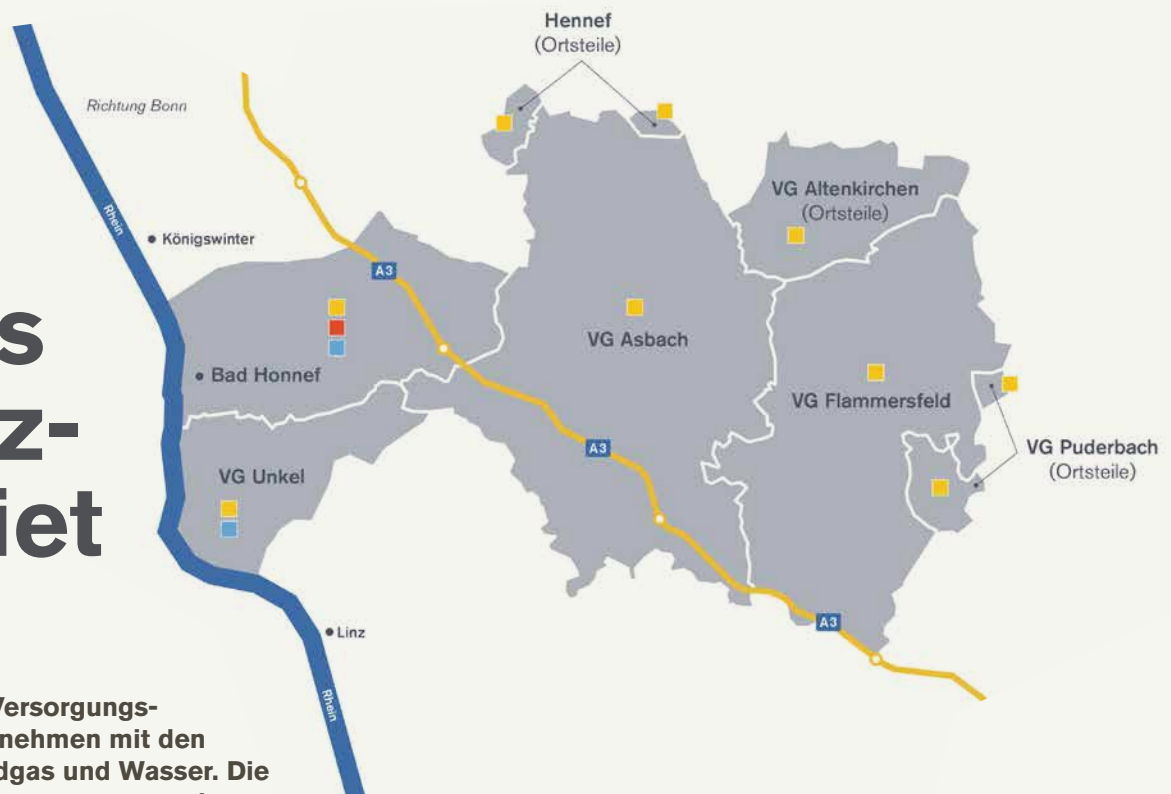 Hennef
(Ortsteile)
Richtung Bonn
Rhein
Königswinter
A3
VG Altenkirchen
(Ortsteile)
VG Asbach
Bad Honnef
VG Flammersfeld
VG Puderbach
(Ortsteile)
A3
VG Unkel
A3
Linz
Rhein
s
z-
iet
Versorgungs-
nehmen mit den
dgas und Wasser. Die